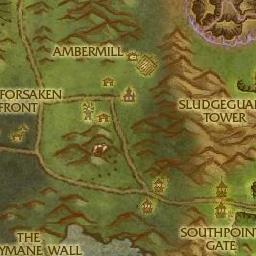 AMBERMILL
FORSAKEN
FRONT
SLUDGEGUAR
TOWER
SOUTHPOINT
GATE
THE
YMANE WALL